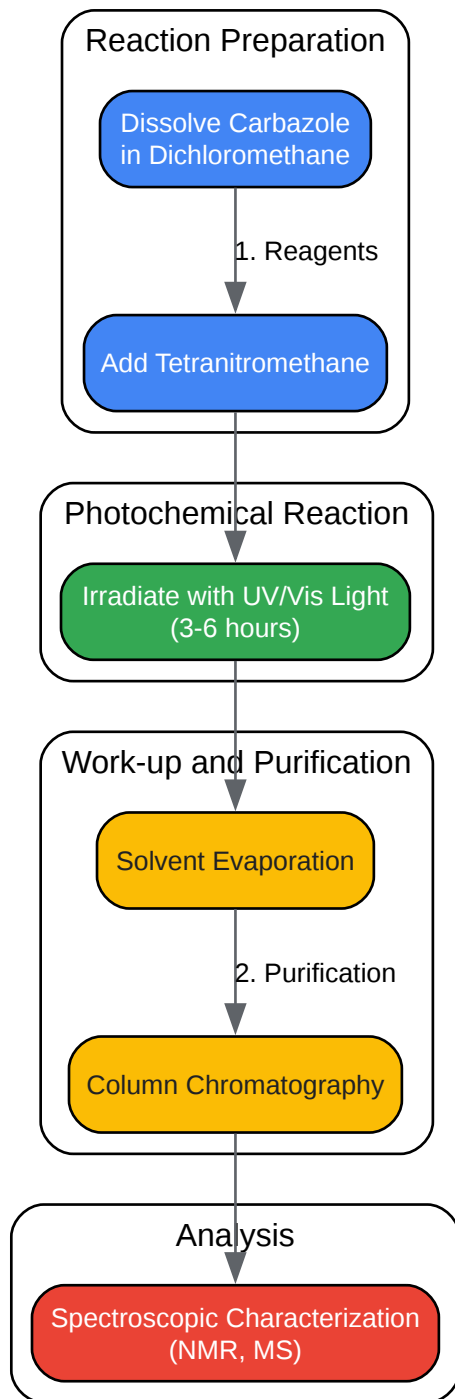 Reaction Preparation
Dissolve Carbazole
in Dichloromethane
1. Reagents
Add Tetranitromethane
Photochemical Reaction
Irradiate with UV/Vis Light
(3-6 hours)
Work-up and Purification
Solvent Evaporation
2. Purification
Column Chromatography
Analysis
Spectroscopic Characterization
(NMR, MS)